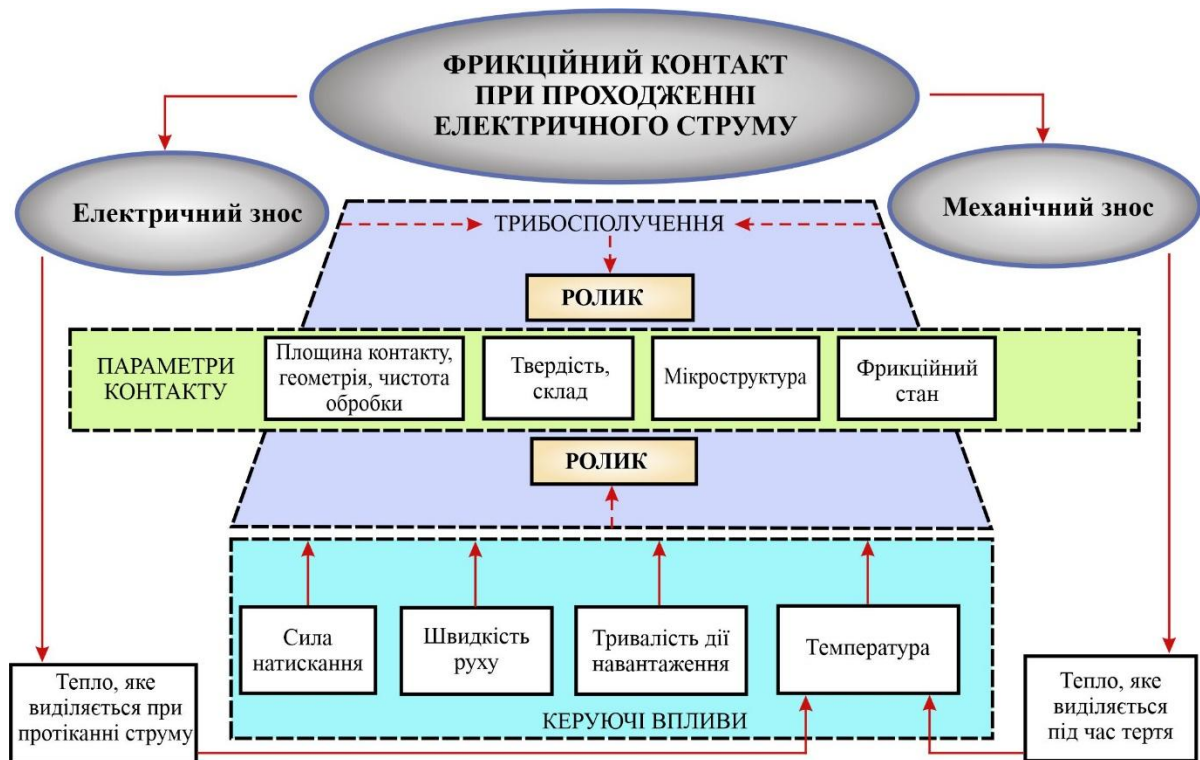 ФРИКЦІЙНИЙ КОНТАКТ
ПРИ ПРОХОДЖЕННІ
ЕЛЕКТРИЧНОГО СТРУМУ
Електричний знос
Механічний знос
ТРИБОСПОЛУЧЕННЯ
РОЛИК
ПАРАМЕТРИ
КОНТАКТУ
Площина контакту,
геометрія, чистота
обробки
Твердість,
склад
Мікроструктура
Фрикційний
стан
РОЛИК
Сила
натискання
Швидкість
руху
Тривалість дії
навантаження
Температура
КЕРУЮЧІ ВПЛИВИ
Тепло, яке
виділяється при
протіканні струму
Тепло, яке
виділяється
під час тертя